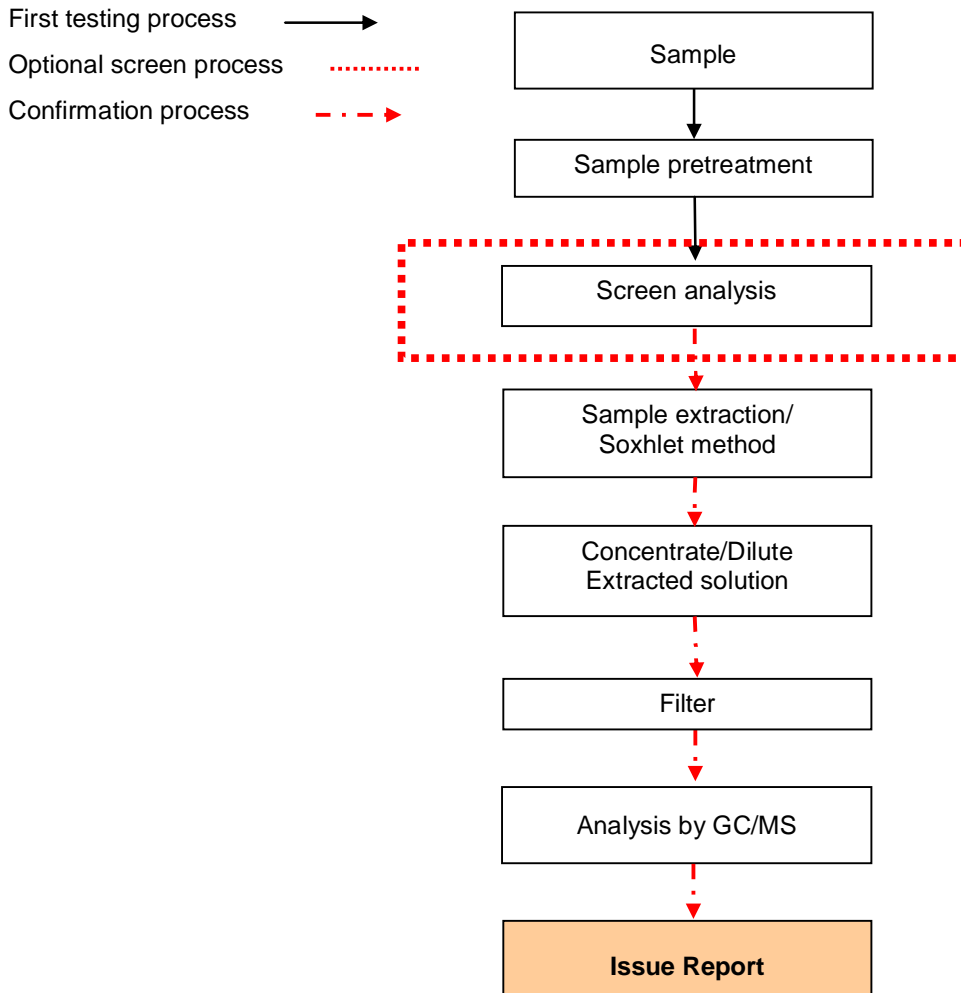 First testing process
Optional screen process
Confirmation process
Sample
Sample pretreatment
Screen analysis
Sample extraction/
Soxhlet method
Concentrate/Dilute
Extracted solution
Filter
Analysis by GC/MS
Issue Report